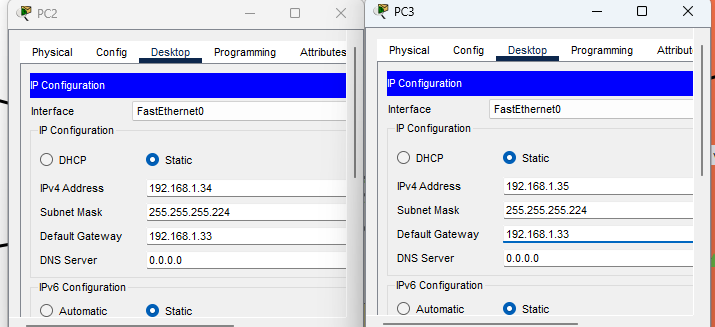 PC2
Physical Config Desktop Programming Attributes
IP Configuration
Interface FastEthernet0
IP Configuration
DHCP Static
IPv4 Address 192.168.1.34
Subnet Mask 255.255.255.224
Default Gateway 192.168.1.33
DNS Server 0.0.0.0
IPv6 Configuration
Automatic Static
PC3
Physical Config Desktop Programming Attribut
IP Configuration
Interface FastEthernet0
IP Configuration
DHCP Static
IPv4 Address 192.168.1.35
Subnet Mask 255.255.255.224
Default Gateway 192.168.1.33
DNS Server 0.0.0.0
IPv6 Configuration
Automatic Static